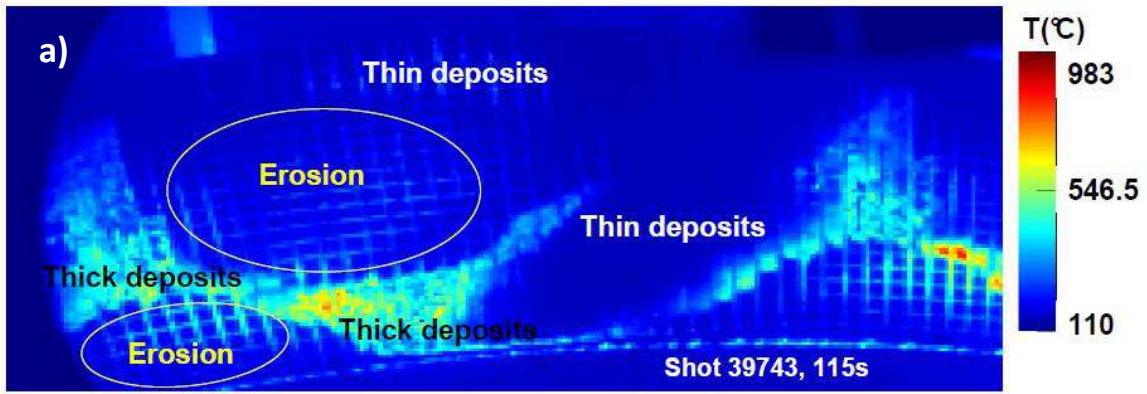 a)
T(°C)
983
546.5
110
Thin deposits
Erosion
Thin deposits
Thick deposits
Thick deposits
Erosion
Shot 39743, 115s